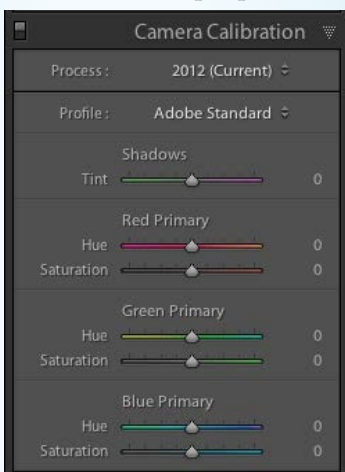 Camera Calibration
Process : 2012 (Current)
Profile : Adobe Standard
Shadows
Tint 0
Red Primary
Hue 0
Saturation 0
Green Primary
Hue 0
Saturation 0
Blue Primary
Hue 0
Saturation 0